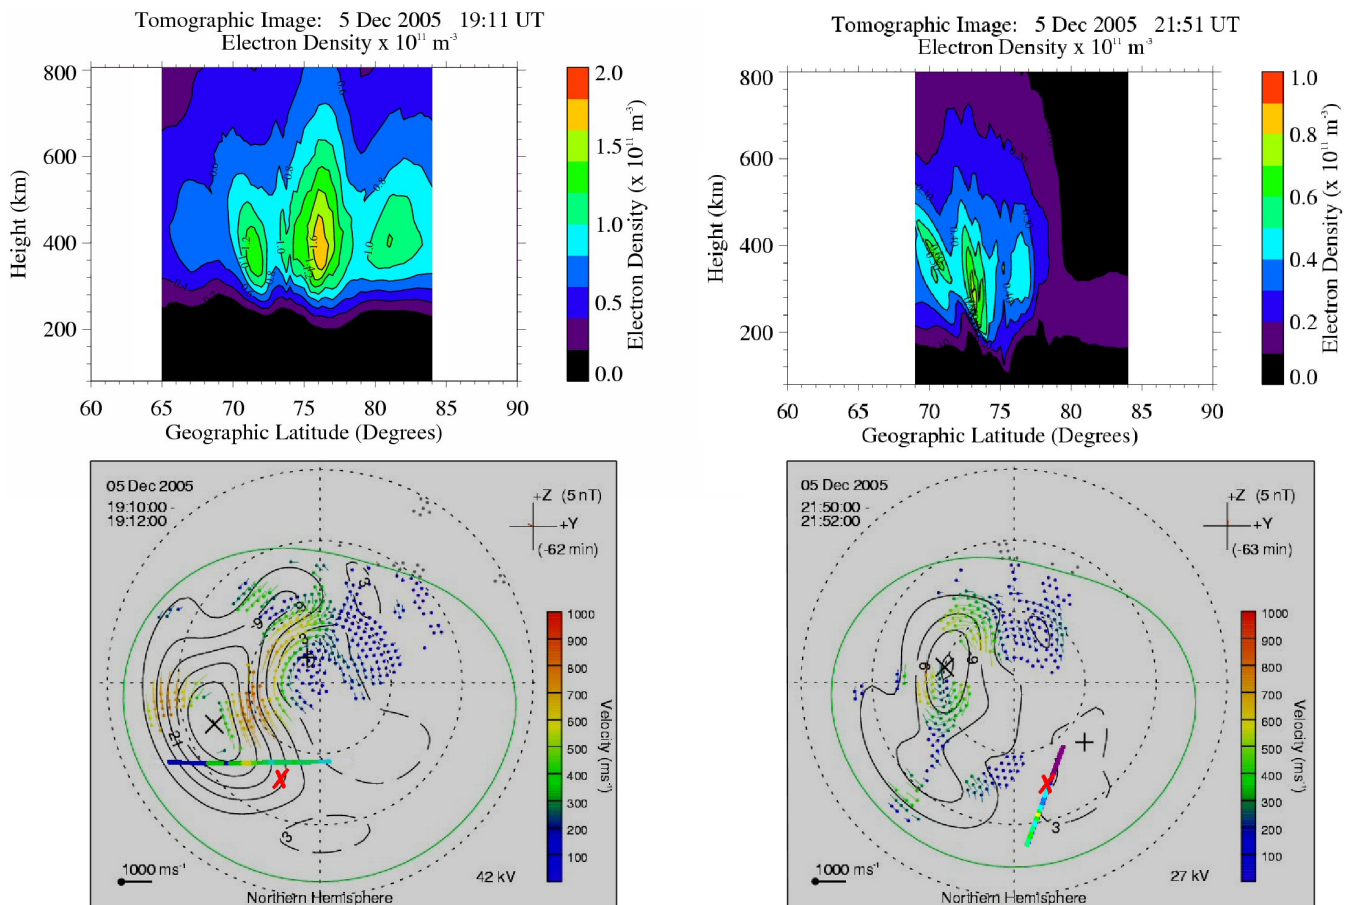 Tomographic Image: 5 Dec 2005 19:11 UT
Electron Density x 10¹¹ m⁻³
800
600
400
200
Height (km)
60 65 70 75 80 85 90
Geographic Latitude (Degrees)
2.0
1.5
1.0
0.5
0.0
Electron Density (x 10¹¹ m⁻³)
Tomographic Image: 5 Dec 2005 21:51 UT
Electron Density x 10¹¹ m⁻³
800
600
400
200
Height (km)
60 65 70 75 80 85 90
Geographic Latitude (Degrees)
1.0
0.8
0.6
0.4
0.2
0.0
Electron Density (x 10¹¹ m⁻³)
05 Dec 2005
19:10:00 -
19:12:00
+Z (5 nT)
+Y
(-62 min)
-9
3
-21
3
1000
900
800
700
600
500
400
300
200
100
Velocity (ms⁻¹)
1000 ms⁻¹
42 kV
Northern Hemisphere
05 Dec 2005
21:50:00 -
21:52:00
+Z (5 nT)
+Y
(-63 min)
3
1000
900
800
700
600
500
400
300
200
100
Velocity (ms⁻¹)
1000 ms⁻¹
27 kV
Northern Hemisphere